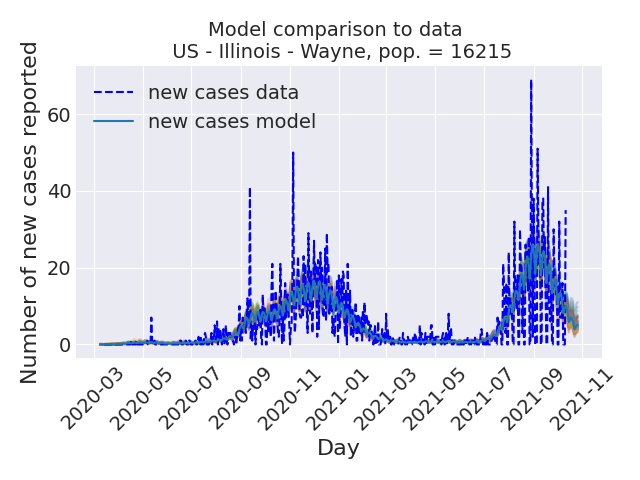 Model comparison to data
US - Illinois - Wayne, pop. = 16215
Number of new cases reported
new cases data
new cases model
60
40
20
0
2020-03
2020-05
2020-07
2020-09
2020-11
2021-01
2021-03
2021-05
2021-07
2021-09
2021-11
Day